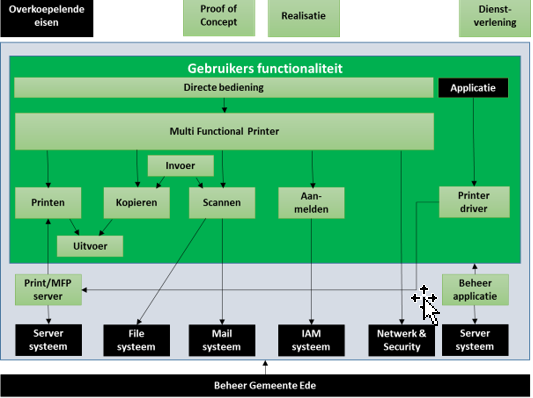 Overkoepelende
eisen
Proof of
Concept
Realisatie
Dienst-
verlening
Gebruikers functionaliteit
Directe bediening
Applicatie
Multi Functional Printer
Invoer
Printen
Kopieren
Scannen
Aan-
melden
Printer
driver
Uitvoer
Print/MFP
server
Beheer
applicatie
Server
systeem
File
systeem
Mail
systeem
IAM
systeem
Netwerk &
Security
Server
systeem
Beheer Gemeente Ede